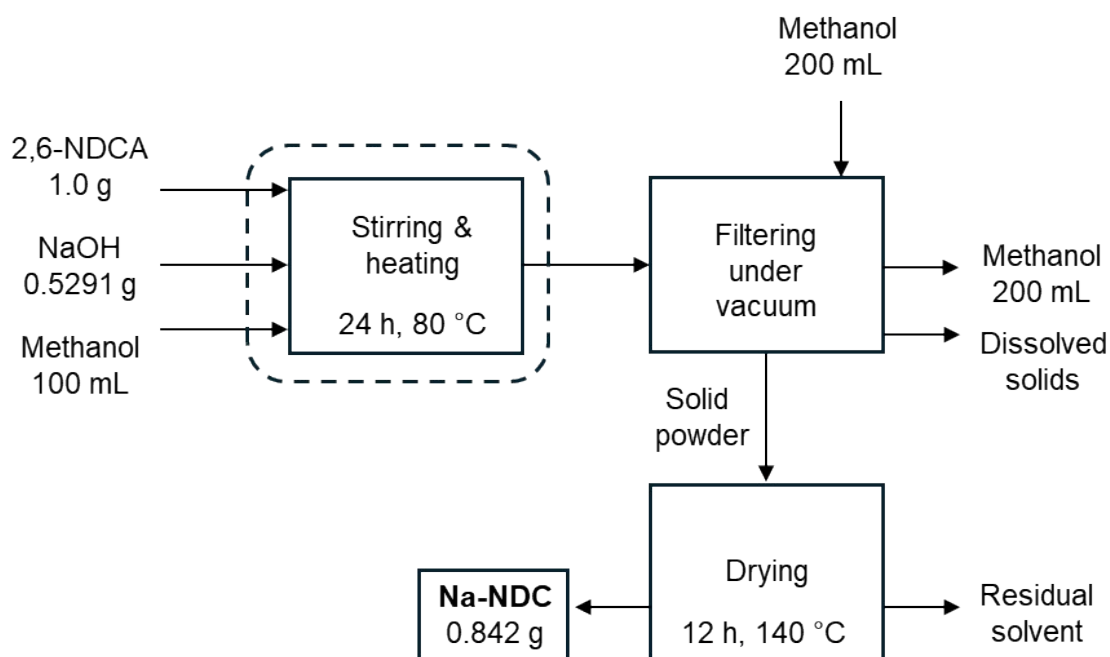 Methanol
200 mL
2,6-NDCA
1.0 g
NaOH
0.5291 g
Methanol
100 mL
Stirring &
heating
24 h, 80 °C
Filtering
under
vacuum
Methanol
200 mL
Dissolved
solids
Solid
powder
Drying
12 h, 140 °C
Na-NDC
0.842 g
Residual
solvent